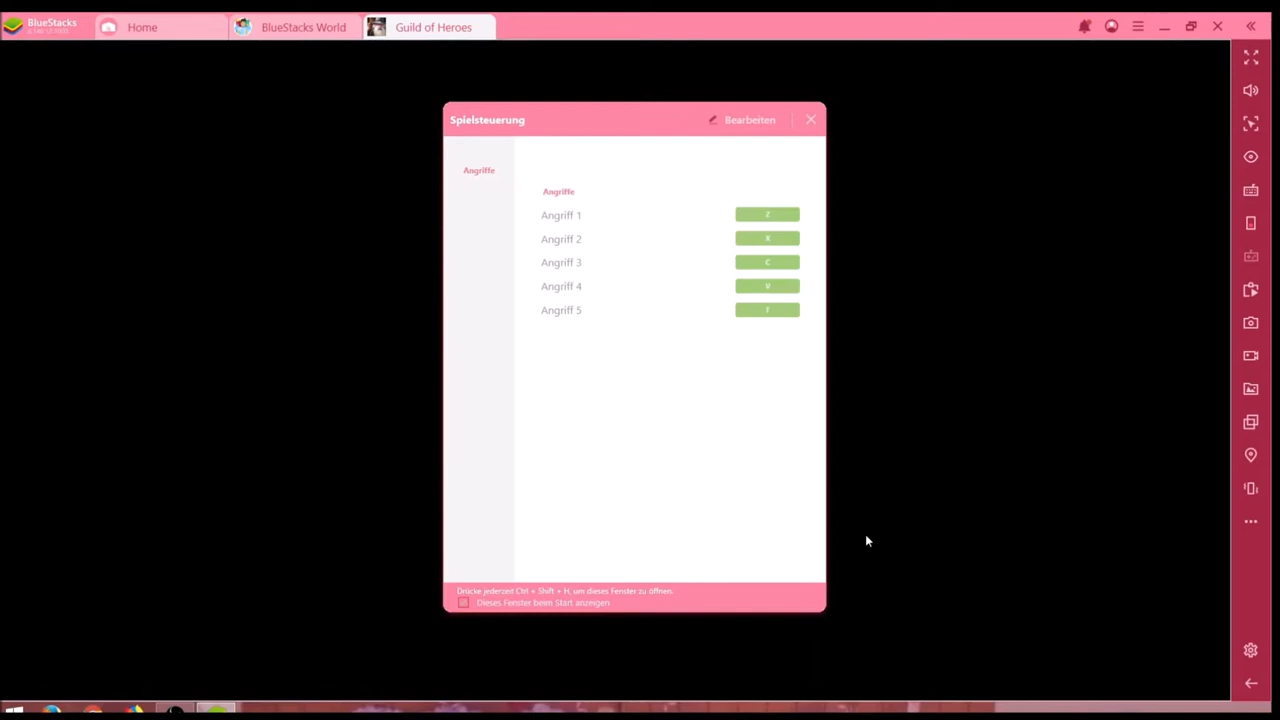 BlueStacks
Home
BlueStacks World
Guild of Heroes
Spielsteuerung
Bearbeiten
Angriffe
Angriffe
Angriff 1 Z
Angriff 2 X
Angriff 3 C
Angriff 4 V
Angriff 5
Drücke jederzeit Ctrl + Shift + H, um dieses Fenster zu öffnen.
Dieses Fenster beim Start anzeigen